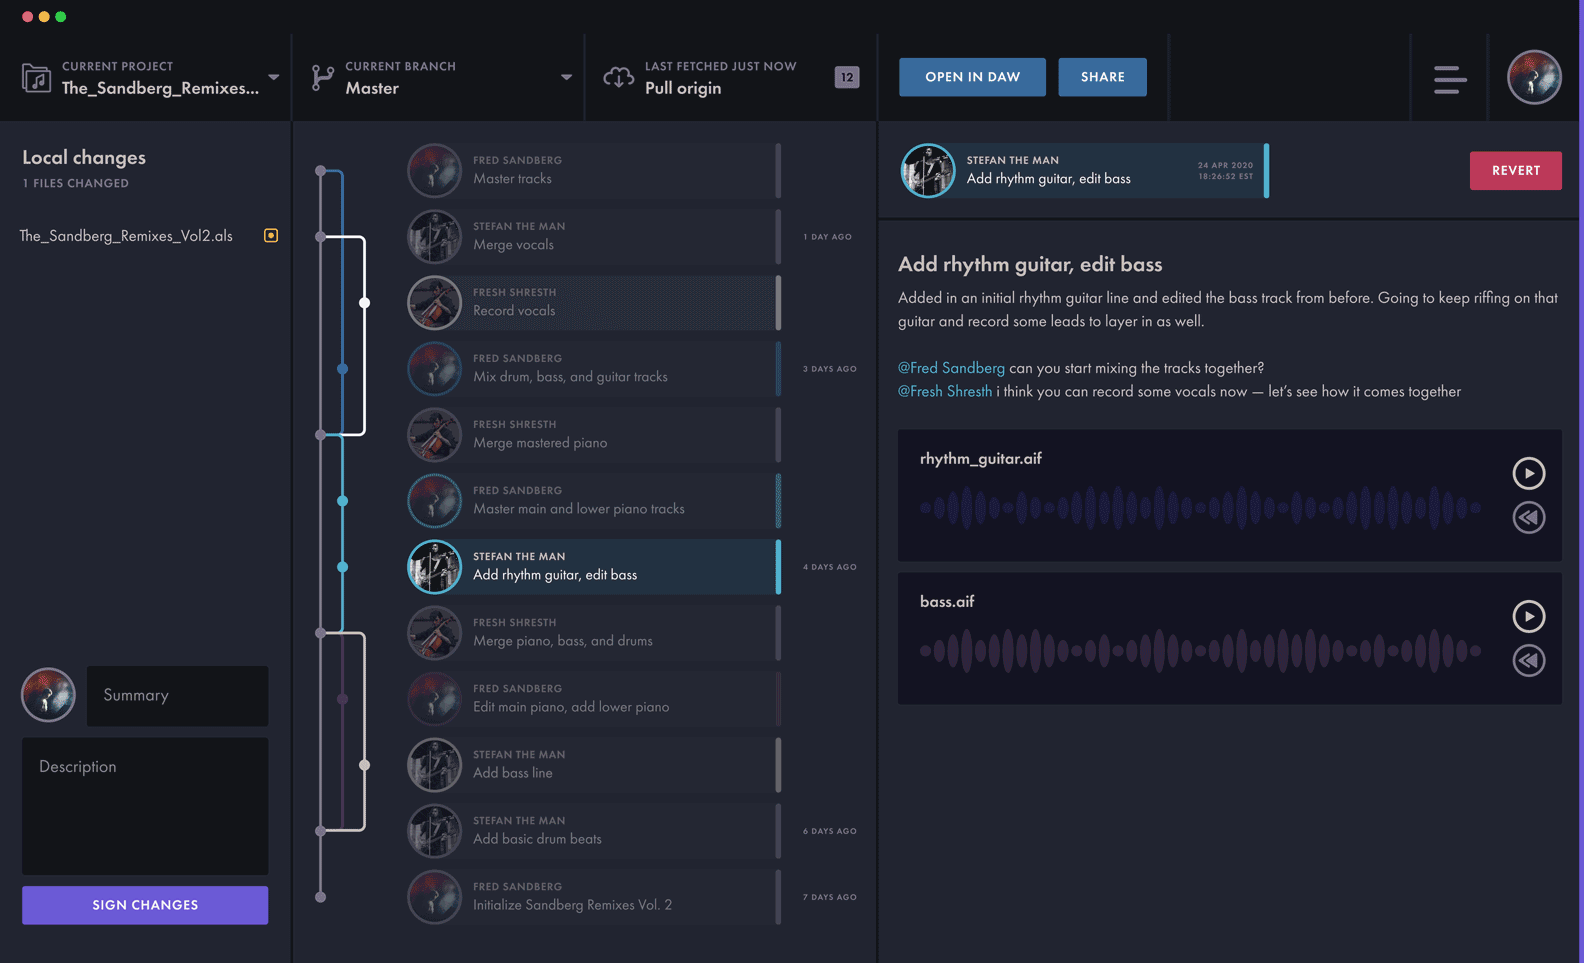 CURRENT PROJECT
The_Sandberg_Remixes...
CURRENT BRANCH
Master
LAST FETCHED JUST NOW
Pull origin
12
OPEN IN DAW
SHARE
Local changes
1 FILES CHANGED
The_Sandberg_Remixes_Vol2.als
Summary
Description
SIGN CHANGES
FRED SANDBERG
Master tracks
STEFAN THE MAN
Merge vocals
1 DAY AGO
FRESH SHRESTH
Record vocals
FRED SANDBERG
Mix drum, bass, and guitar tracks
3 DAYS AGO
FRESH SHRESTH
Merge mastered piano
FRED SANDBERG
Master main and lower piano tracks
STEFAN THE MAN
Add rhythm guitar, edit bass
4 DAYS AGO
FRESH SHRESTH
Merge piano, bass, and drums
FRED SANDBERG
Edit main piano, add lower piano
STEFAN THE MAN
Add bass line
STEFAN THE MAN
Add basic drum beats
6 DAYS AGO
FRED SANDBERG
Initialize Sandberg Remixes Vol. 2
7 DAYS AGO
STEFAN THE MAN
Add rhythm guitar, edit bass
24 APR 2020
18:26:52 EST
REVERT
Add rhythm guitar, edit bass
Added in an initial rhythm guitar line and edited the bass track from before. Going to keep riffing on that
guitar and record some leads to layer in as well.
@Fred Sandberg can you start mixing the tracks together?
@Fresh Shresth i think you can record some vocals now — let's see how it comes together
rhythm_guitar.aif
bass.aif